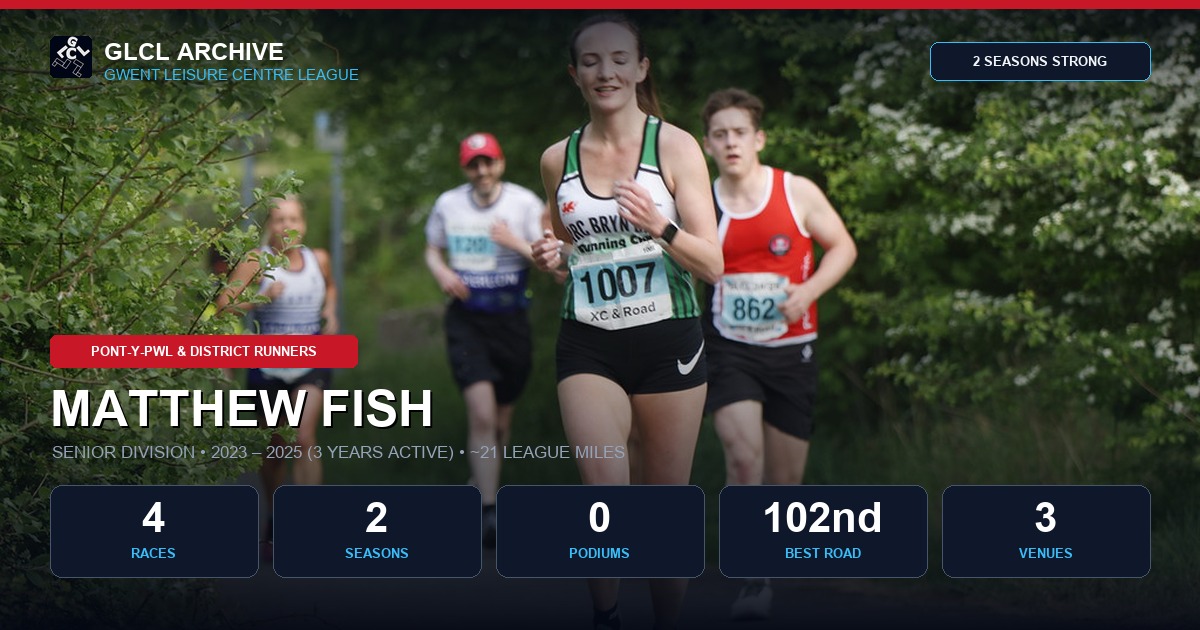 GLCL ARCHIVE
GWENT LEISURE CENTRE LEAGUE
2 SEASONS STRONG
1007
XC & Road
862
PONT-Y-PWL & DISTRICT RUNNERS
MATTHEW FISH
SENIOR DIVISION • 2023 – 2025 (3 YEARS ACTIVE) • ~21 LEAGUE MILES
4
RACES
2
SEASONS
0
PODIUMS
102nd
BEST ROAD
3
VENUES